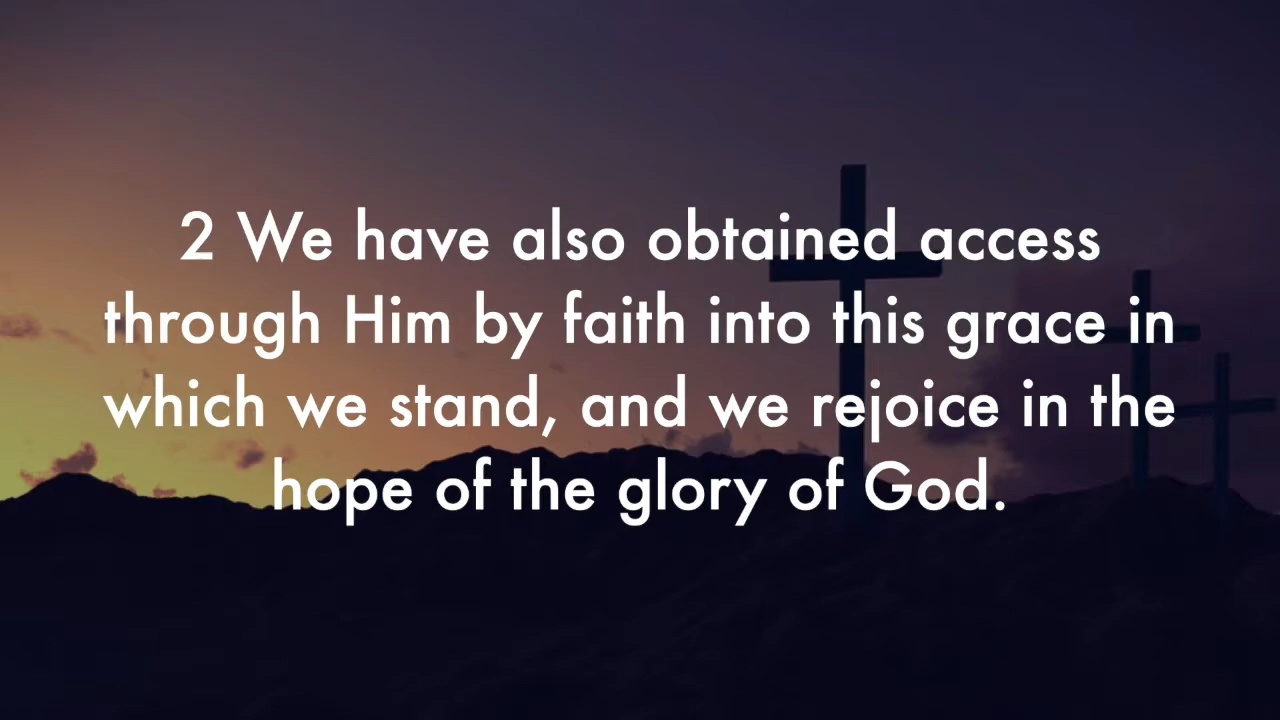 2 We have also obtained access
through Him by faith into this grace in
which we stand, and we rejoice in the
hope of the glory of God.